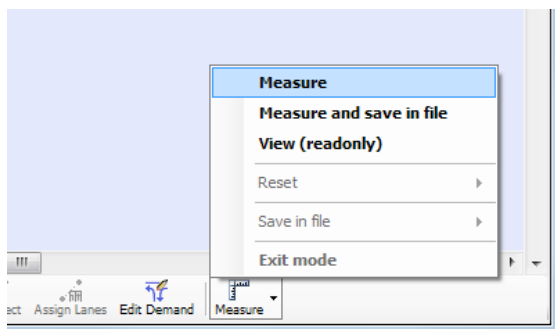 Measure
Measure and save in file
View (readonly)
Reset
Save in file
Exit mode
Assign Lanes Edit Demand Measure